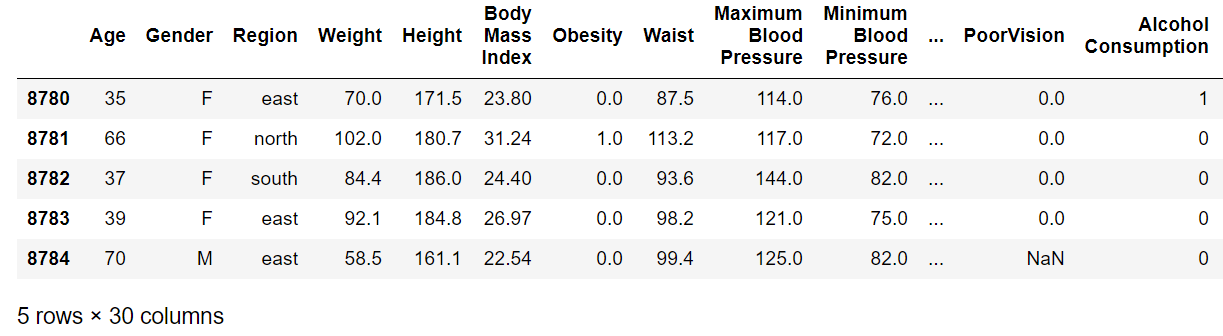 Age Gender Region Weight Height Body Mass Index Obesity Waist Maximum Blood Pressure Minimum Blood Pressure ... PoorVision Alcohol Consumption
8780 35 F east 70.0 171.5 23.80 0.0 87.5 114.0 76.0 ... 0.0 1
8781 66 F north 102.0 180.7 31.24 1.0 113.2 117.0 72.0 ... 0.0 0
8782 37 F south 84.4 186.0 24.40 0.0 93.6 144.0 82.0 ... 0.0 0
8783 39 F east 92.1 184.8 26.97 0.0 98.2 121.0 75.0 ... 0.0 0
8784 70 M east 58.5 161.1 22.54 0.0 99.4 125.0 82.0 ... NaN 0
5 rows × 30 columns